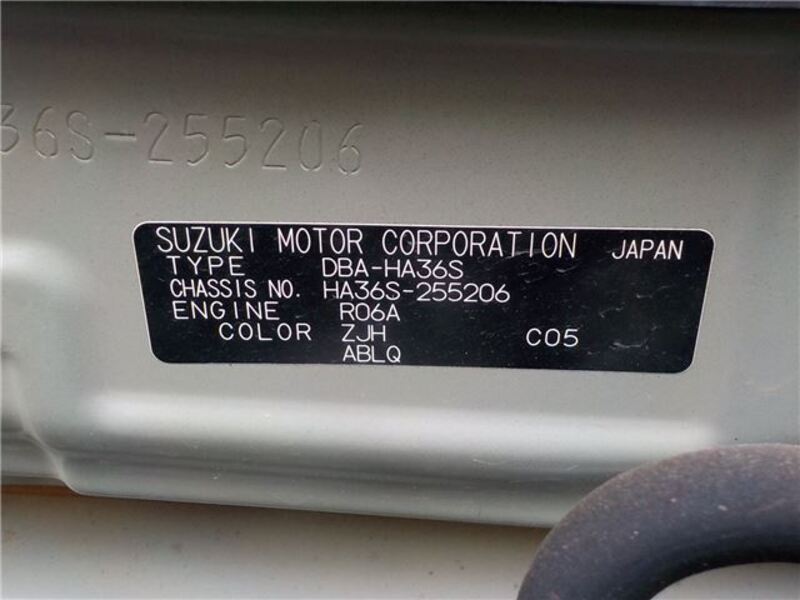 36S-255206
SUZUKI MOTOR CORPORATION JAPAN
TYPE DBA-HA36S
CHASSIS NO. HA36S-255206
ENGINE R06A
COLOR ZJH C05
ABLQ